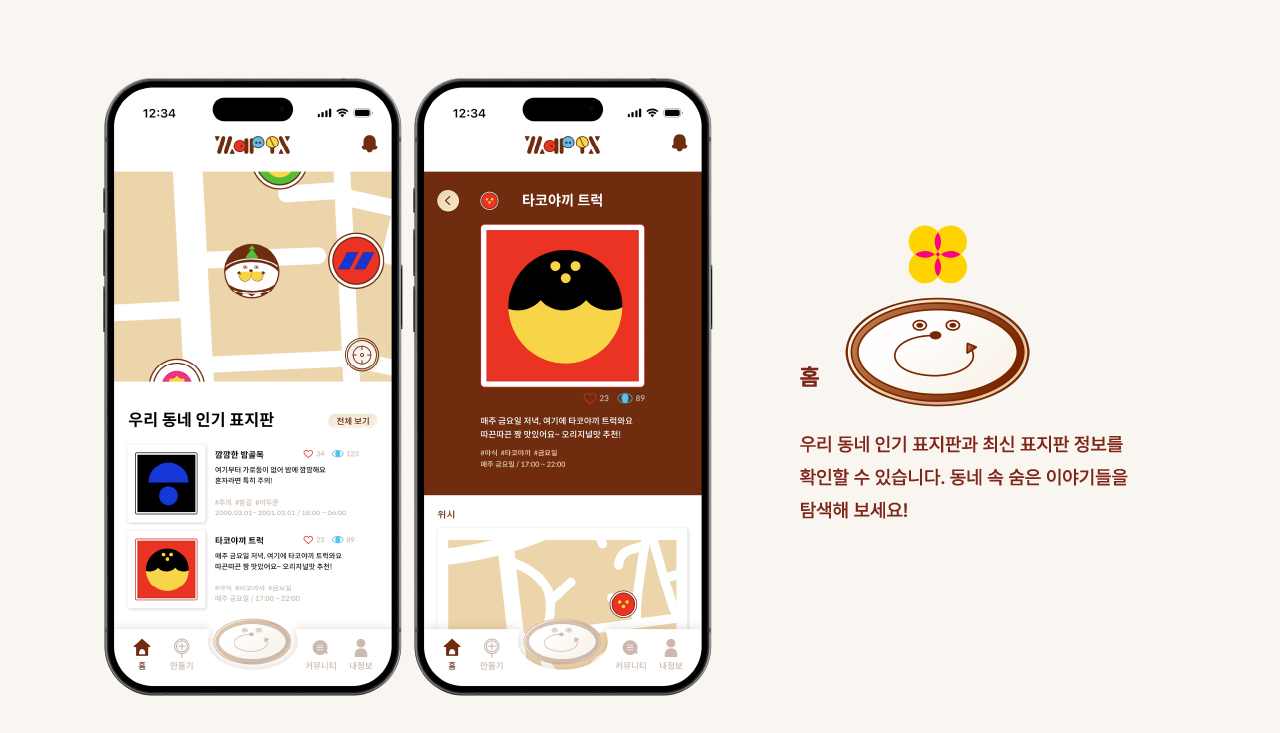 12:34
우리 동네 인기 표지판
전체 보기
깜깜한 밤골목
34
123
여기부터 가로등이 없어 밤에 깜깜해요
혼자라면 특히 주의!
#주의 #밤길 #어두운
2000.03.01~ 2001.03.01 / 18:00 ~ 06:00
타코야끼 트럭
23
89
매주 금요일 저녁, 여기에 타코야끼 트럭와요
따끈따끈 짱 맛있어요~ 오리지널맛 추천!
#야식 #타코야끼 #금요일
매주 금요일 / 17:00 ~ 22:00
홈
만들기
커뮤니티
내정보
12:34
타코야끼 트럭
23
89
매주 금요일 저녁, 여기에 타코야끼 트럭와요
따끈따끈 짱 맛있어요~ 오리지널맛 추천!
#야식 #타코야끼 #금요일
매주 금요일 / 17:00 ~ 22:00
위시
홈
만들기
커뮤니티
내정보
홈
우리 동네 인기 표지판과 최신 표지판 정보를
확인할 수 있습니다. 동네 속 숨은 이야기들을
탐색해 보세요!